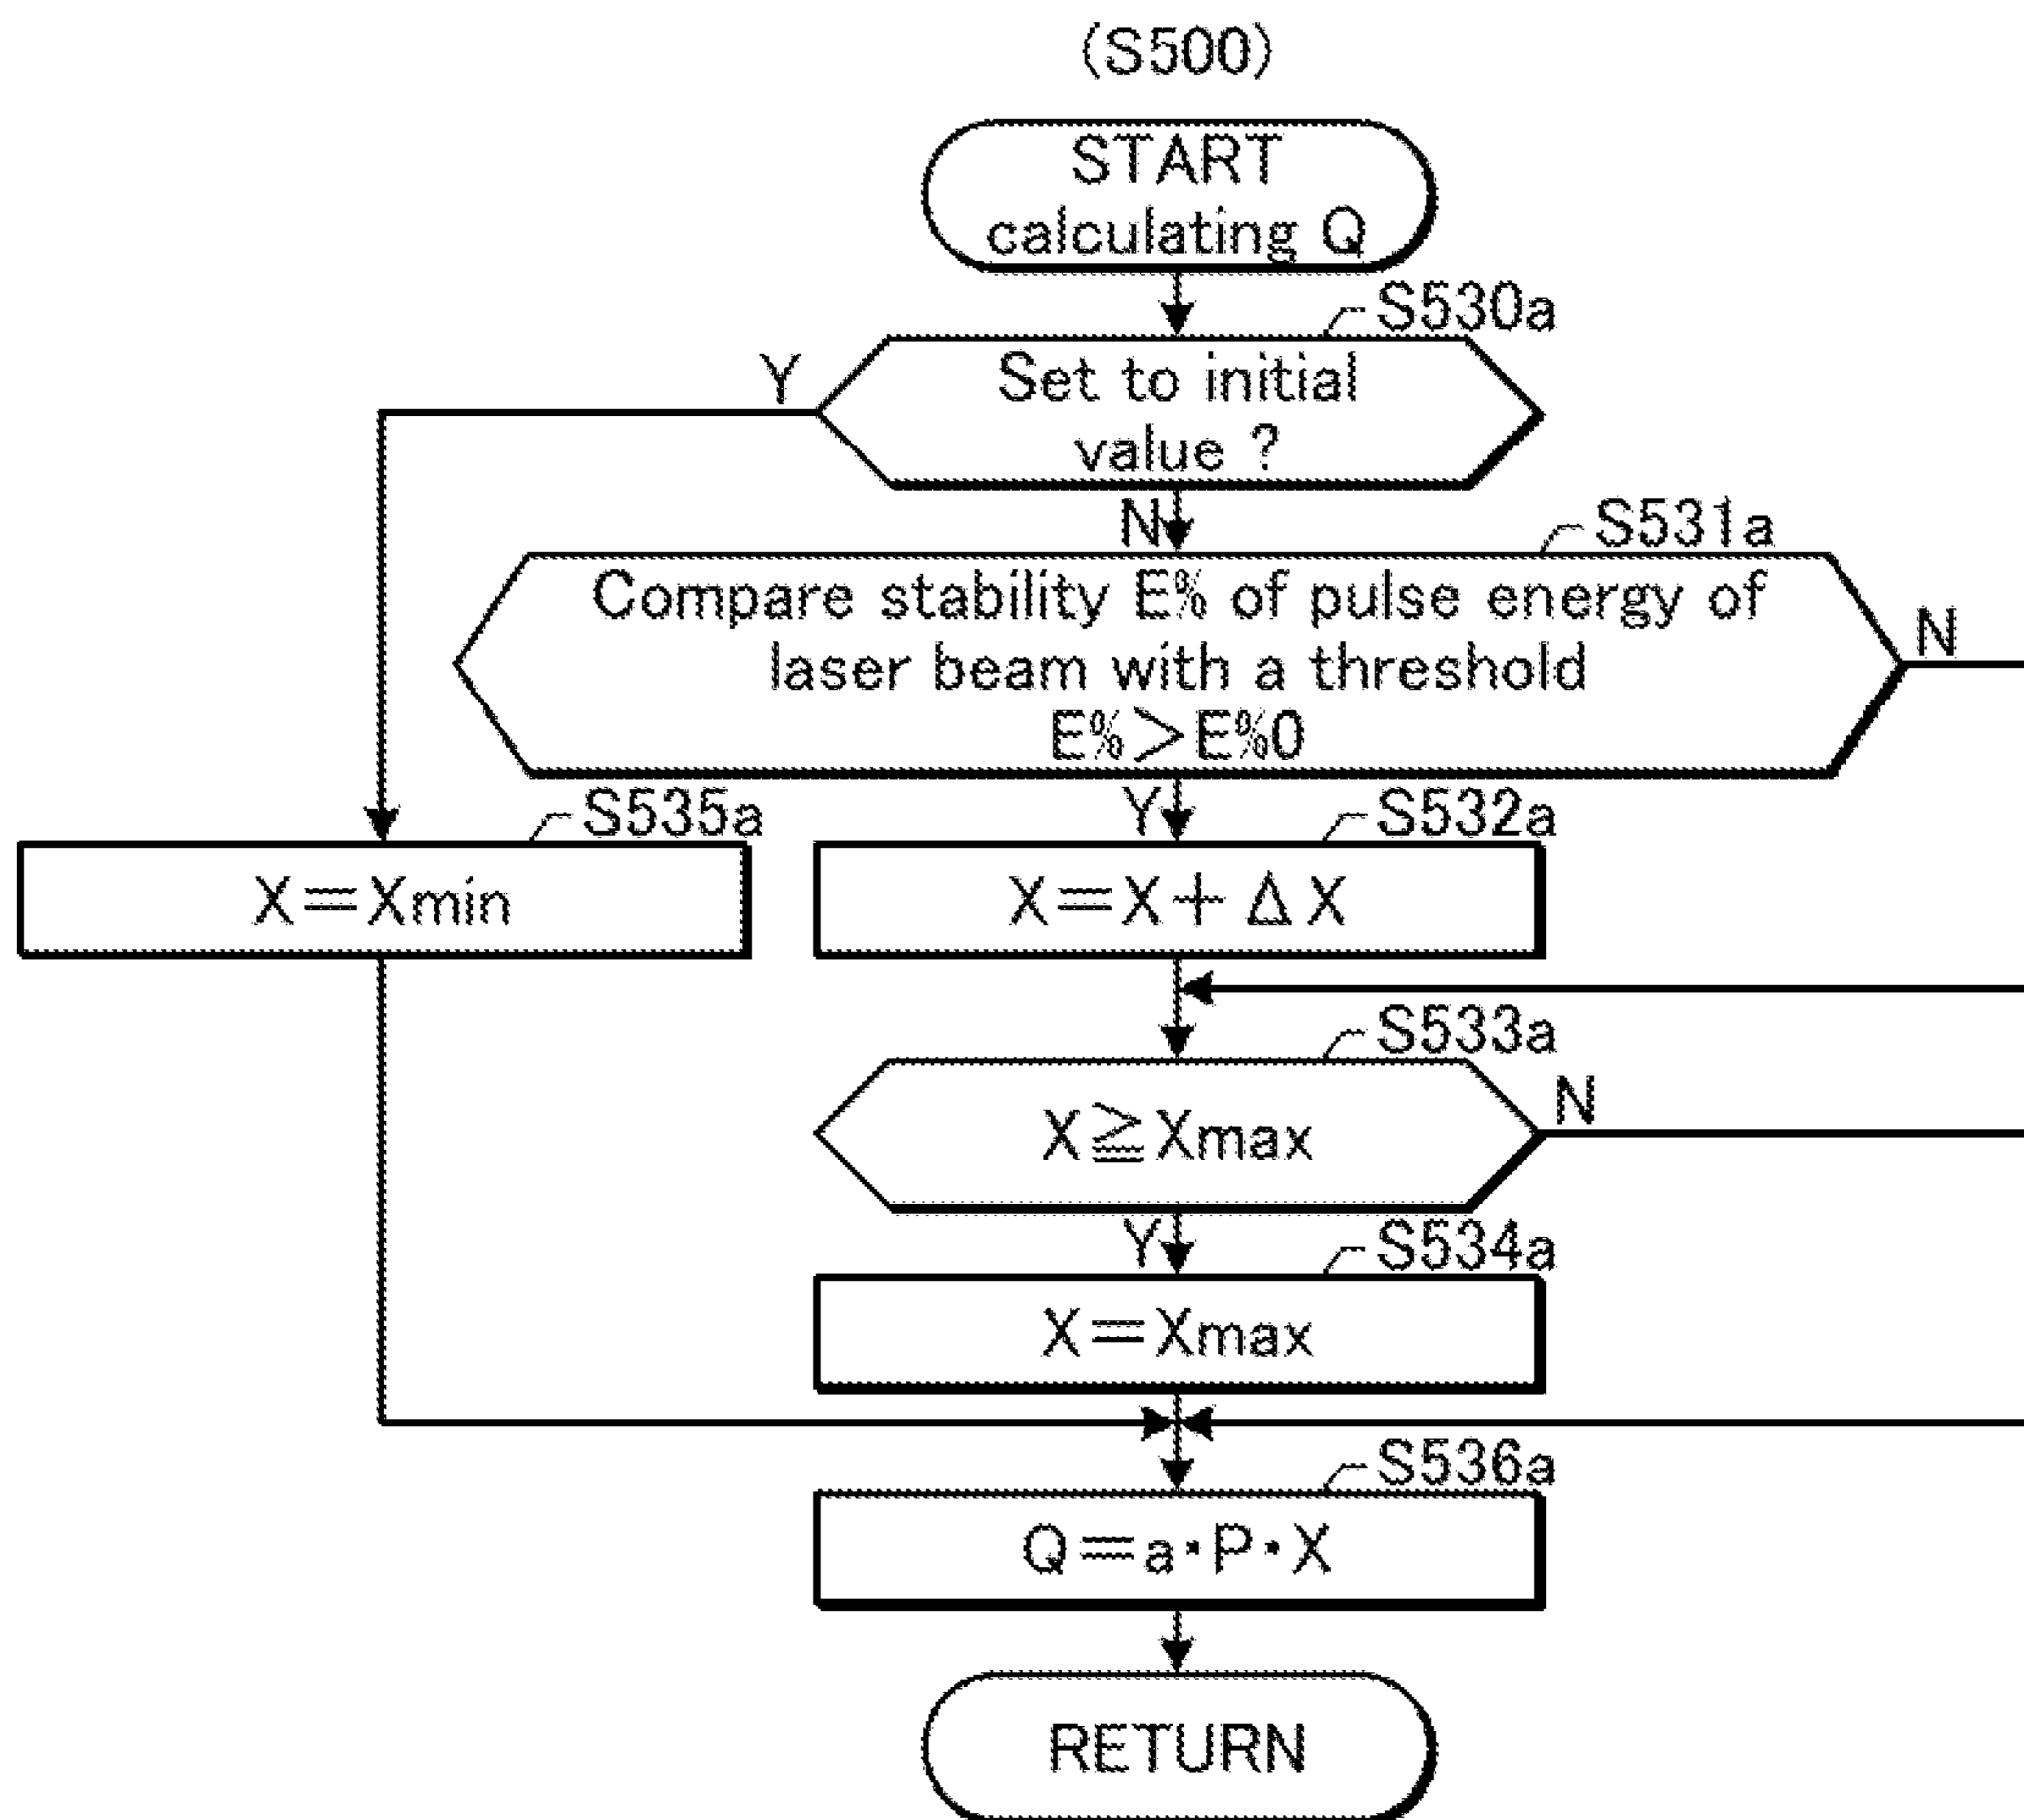 (S500)
START
calculating Q
S530a
Y
Set to initial
value ?
N
S531a
Compare stability E% of pulse energy of
laser beam with a threshold
E%>E%0
N
Y
S535a
S532a
X=Xmin
X=X+ΔX
S533a
X≧Xmax
N
Y
S534a
X=Xmax
S536a
Q=a·P·X
RETURN